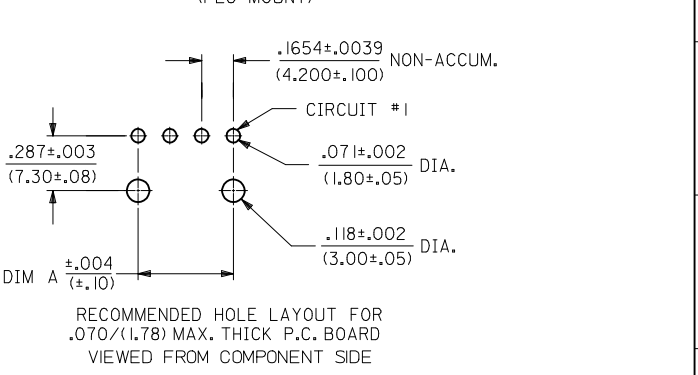 (PEG MOUNT)
.1654±.0039
(4.200±.100)
NON-ACCUM.
CIRCUIT #1
.287±.003
(7.30±.08)
.071±.002
(1.80±.05)
DIA.
.118±.002
(3.00±.05)
DIA.
DIM A
±.004
(±.10)
RECOMMENDED HOLE LAYOUT FOR
.070/(1.78) MAX. THICK P.C. BOARD
VIEWED FROM COMPONENT SIDE